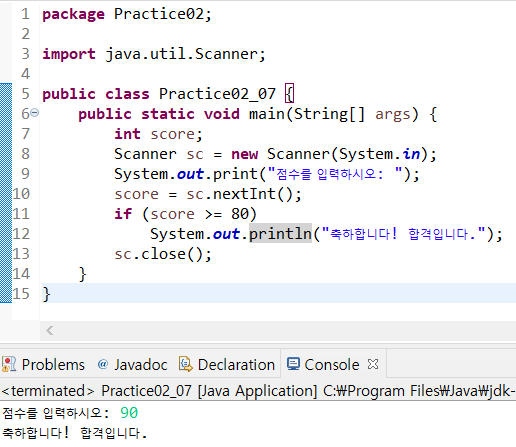 1 package Practice02;
2
3 import java.util.Scanner;
4
5 public class Practice02_07 {
6 public static void main(String[] args) {
7 int score;
8 Scanner sc = new Scanner(System.in);
9 System.out.print("점수를 입력하시오: ");
10 score = sc.nextInt();
11 if (score >= 80)
12 System.out.println("축하합니다! 합격입니다.");
13 sc.close();
14 }
15 }
Problems @ Javadoc Declaration Console
<terminated> Practice02_07 [Java Application] C:₩Program Files₩Java₩jdk-
점수를 입력하시오: 90
축하합니다! 합격입니다.